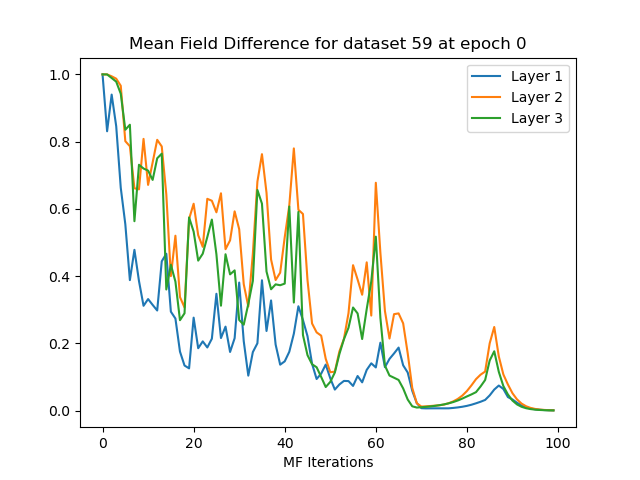 Mean Field Difference for dataset 59 at epoch 0
1.0
0.8
0.6
0.4
0.2
0.0
Layer 1
Layer 2
Layer 3
0 20 40 60 80 100
MF Iterations